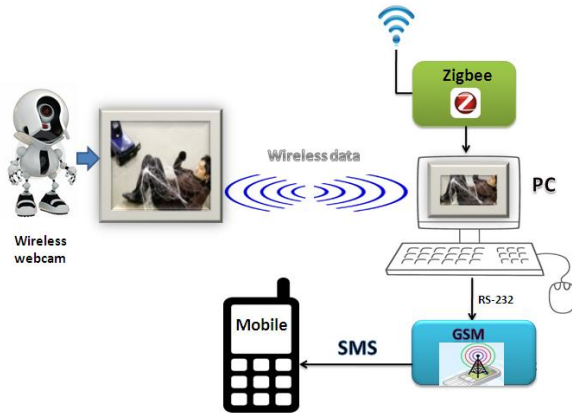 Zigbee
Wireless data
PC
Wireless
webcam
RS-232
Mobile
SMS
GSM